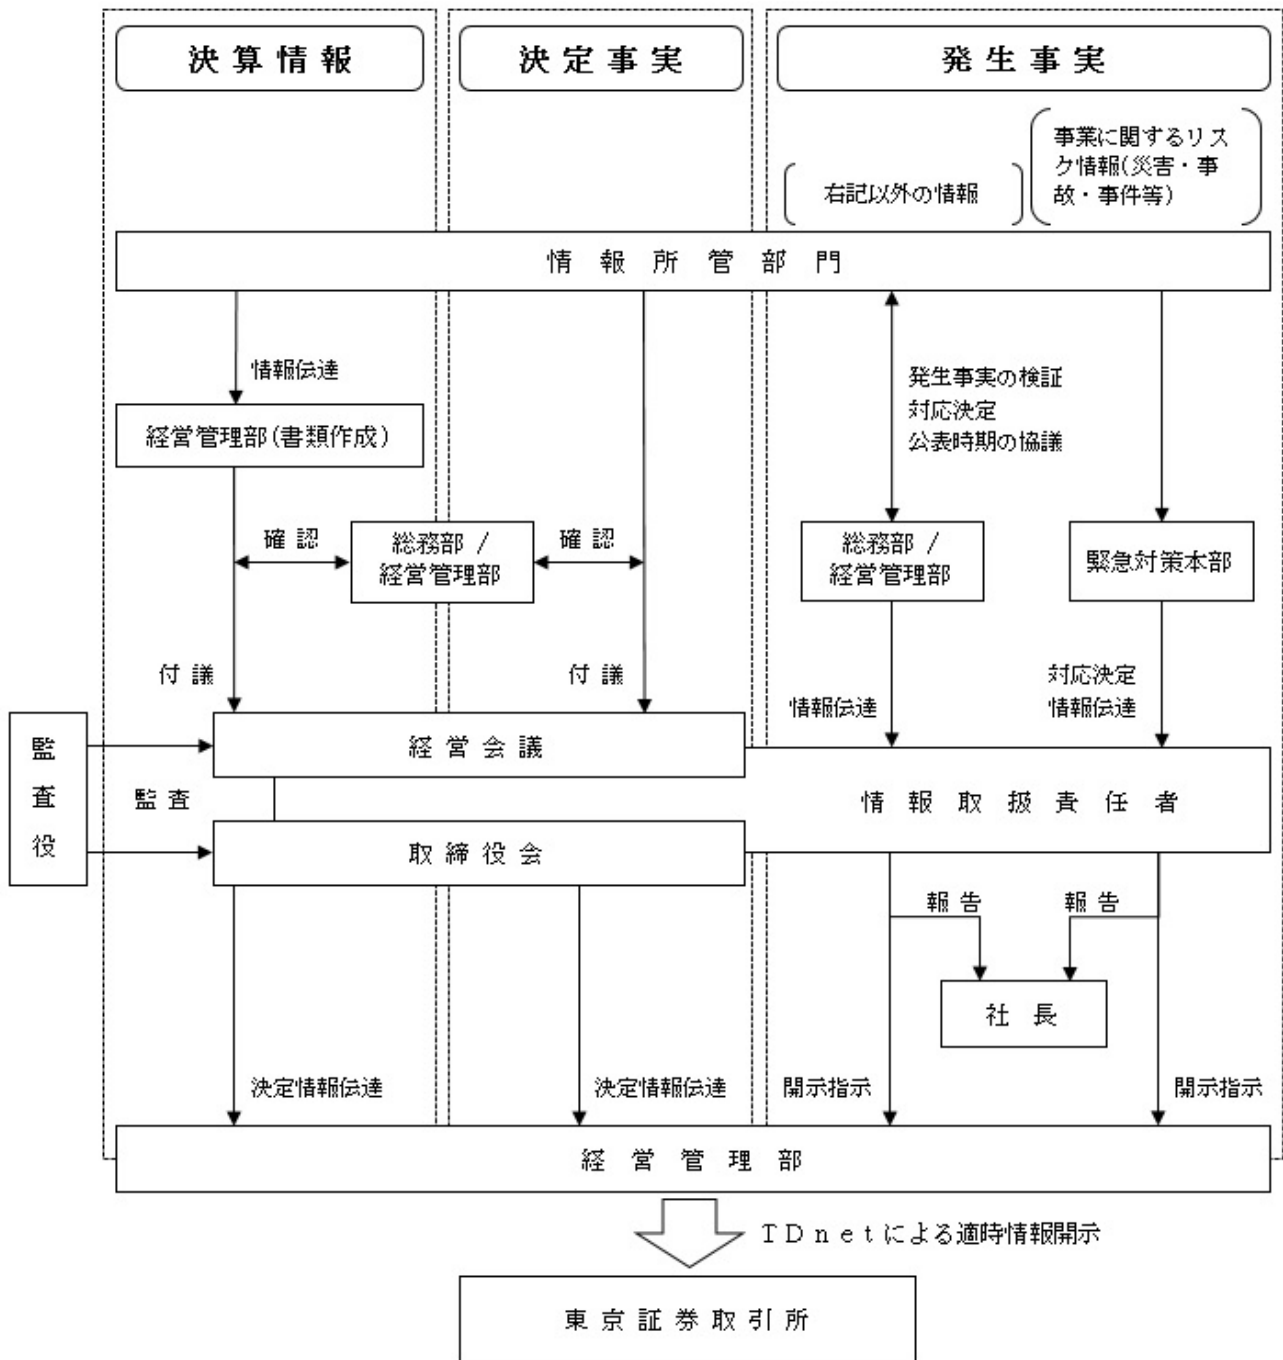 決算情報
決定事実
発生事実
右記以外の情報
事業に関するリス
ク情報(災害・事
故・事件等)
情報所管部門
情報伝達
経営管理部(書類作成)
発生事実の検証
対応決定
公表時期の協議
確認
総務部 /
経営管理部
確認
総務部 /
経営管理部
緊急対策本部
付議
付議
情報伝達
対応決定
情報伝達
監
査
役
監査
経営会議
取締役会
情報取扱責任者
報告
報告
社長
決定情報伝達
決定情報伝達
開示指示
開示指示
経営管理部
TDnetによる適時情報開示
東京証券取引所